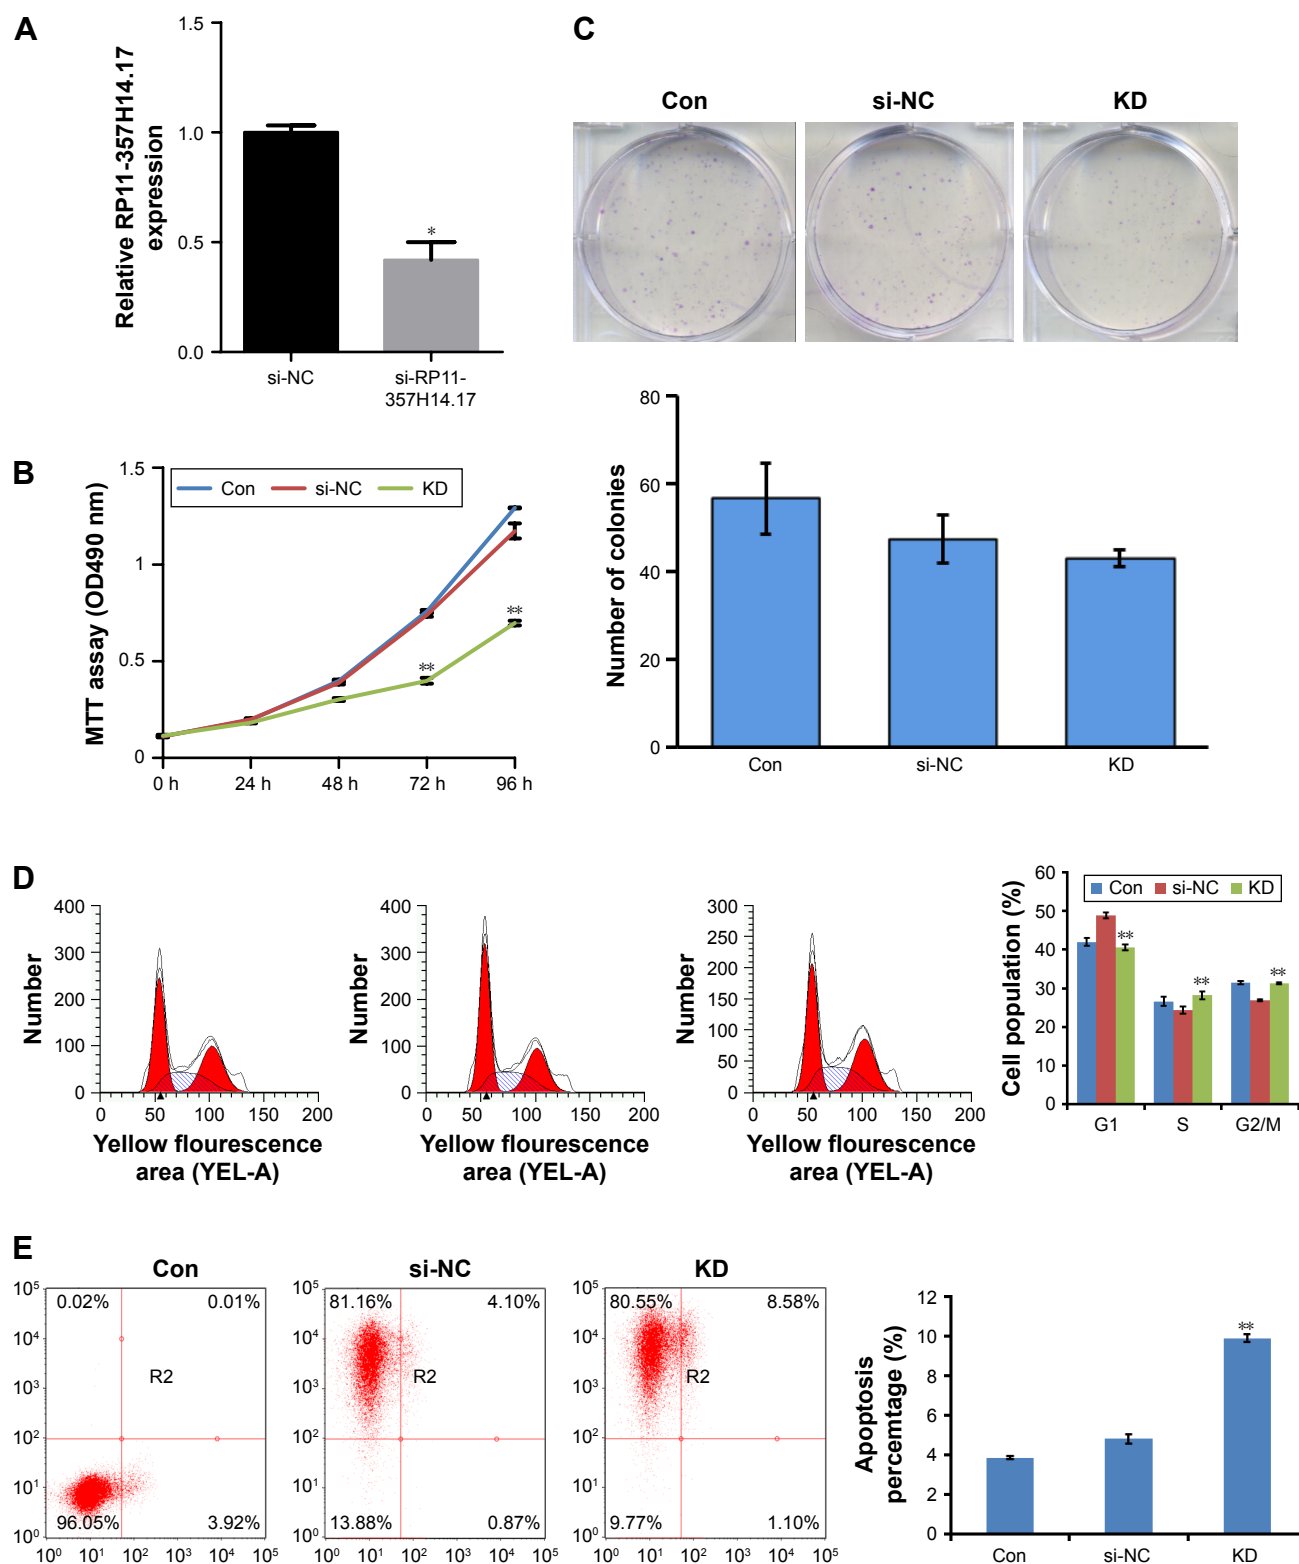 A
1.5
1.0
0.5
0.0
Relative RP11-357H14.17
expression
*
si-NC
si-RP11-
357H14.17
C
Con
si-NC
KD
80
60
40
20
0
Number of colonies
Con
si-NC
KD
B
1.5
1
0.5
0
MTT assay (OD490 nm)
Con
si-NC
KD
**
**
0 h
24 h
48 h
72 h
96 h
D
400
300
200
100
0
Number
0
50
100
150
200
Yellow flourescence
area (YEL-A)
400
300
200
100
0
Number
0
50
100
150
200
Yellow flourescence
area (YEL-A)
300
250
200
150
100
50
0
Number
0
50
100
150
200
Yellow flourescence
area (YEL-A)
60
50
40
30
20
10
0
Cell population (%)
Con
si-NC
KD
**
**
**
G1
S
G2/M
E
Con
10⁵
10⁴
10³
10²
10¹
10⁰
0.02%
0.01%
R2
96.05%
3.92%
10⁰
10¹
10²
10³
10⁴
10⁵
si-NC
10⁵
10⁴
10³
10²
10¹
10⁰
81.16%
4.10%
R2
13.88%
0.87%
10⁰
10¹
10²
10³
10⁴
10⁵
KD
10⁵
10⁴
10³
10²
10¹
10⁰
80.55%
8.58%
R2
9.77%
1.10%
10⁰
10¹
10²
10³
10⁴
10⁵
12
10
8
6
4
2
0
Apoptosis
percemtage (%)
**
Con
si-NC
KD